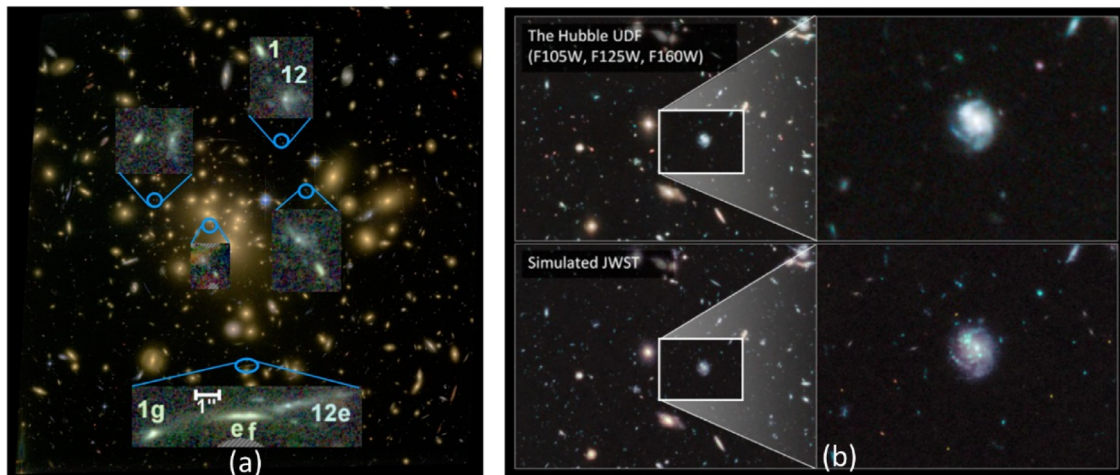 1
12
1"
1g
e f
12e
(a)
The Hubble UDF
(F105W, F125W, F160W)
Simulated JWST
(b)